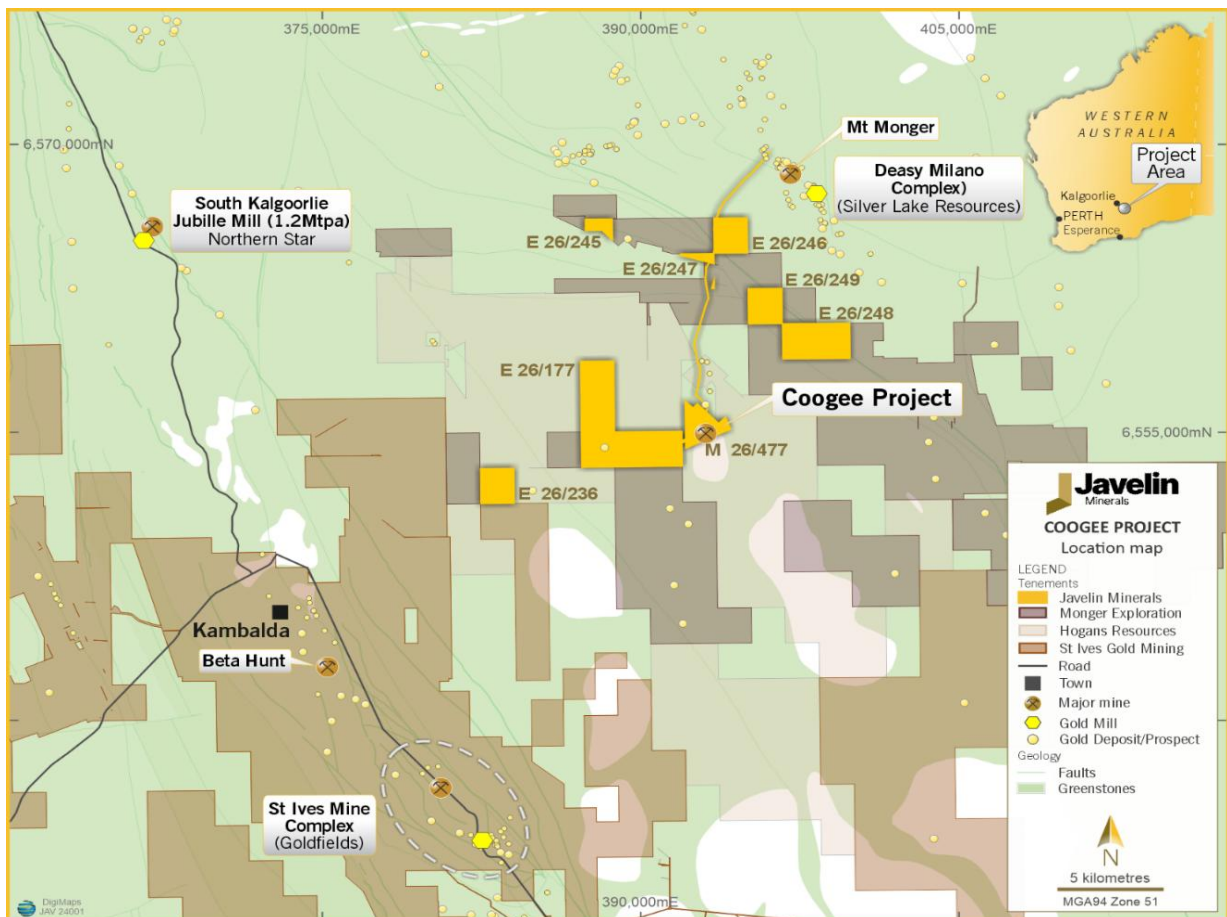 375,000mE
390,000mE
405,000mE
6,570,000mN
Mt Monger
WESTERN
AUSTRALIA
Project
Area
Kalgoorlie
PERTH
Esperance
South Kalgoorlie
Jubille Mill (1.2Mtpa)
Northern Star
Deasy Milano
Complex)
(Silver Lake Resources)
E 26/245
E 26/246
E 26/247
E 26/249
E 26/248
E 26/177
Coogee Project
M 26/477
6,555,000mN
E 26/236
Kambalda
Beta Hunt
St Ives Mine
Complex
(Goldfields)
Javelin
Minerals
COOGEE PROJECT
Location map
LEGEND
Tenements
Javelin Minerals
Monger Exploration
Hogans Resources
St Ives Gold Mining
Road
Town
Major mine
Gold Mill
Gold Deposit/Prospect
Geology
Faults
Greenstones
N
5 kilometres
MGA94 Zone 51
DigiMaps
JAV 24001
390,000mE